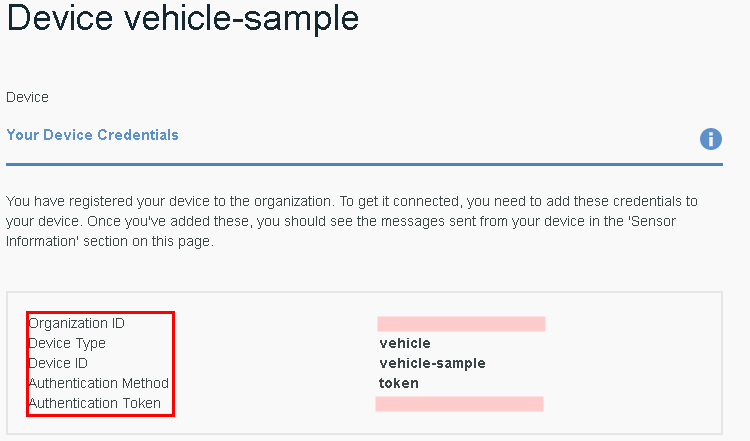 Device vehicle-sample
Device
Your Device Credentials
i
You have registered your device to the organization. To get it connected, you need to add these credentials to
your device. Once you've added these, you should see the messages sent from your device in the 'Sensor
Information' section on this page.
Organization ID
Device Type vehicle
Device ID vehicle-sample
Authentication Method token
Authentication Token